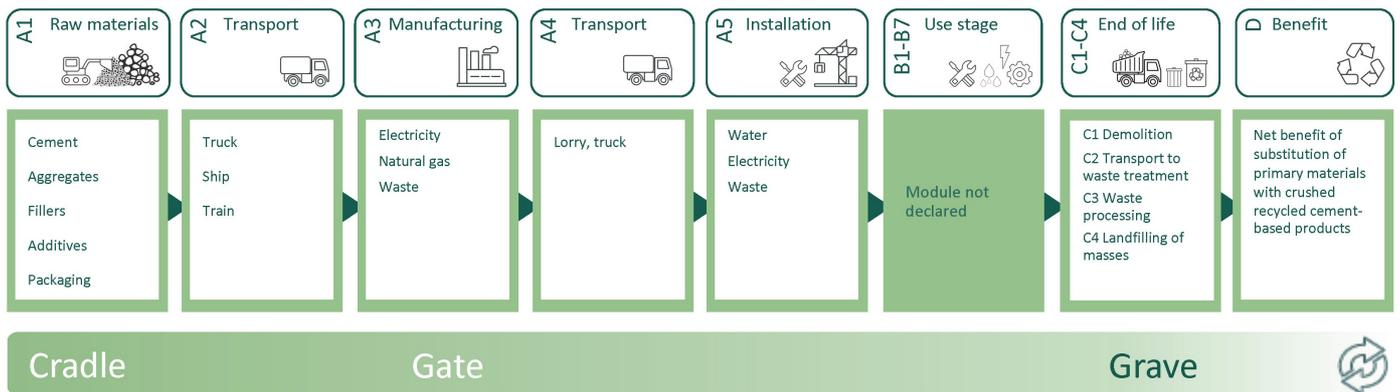 A1 Raw materials
A2 Transport
A3 Manufacturing
A4 Transport
A5 Installation
B1-B7 Use stage
C1-C4 End of life
D Benefit
Cement
Aggregates
Fillers
Additives
Packaging
Truck
Ship
Train
Electricity
Natural gas
Waste
Lorry, truck
Water
Electricity
Waste
Module not
declared
C1 Demolition
C2 Transport to
waste treatment
C3 Waste
processing
C4 Landfilling of
masses
Net benefit of
substitution of
primary materials
with crushed
recycled cement-
based products
Cradle
Gate
Grave